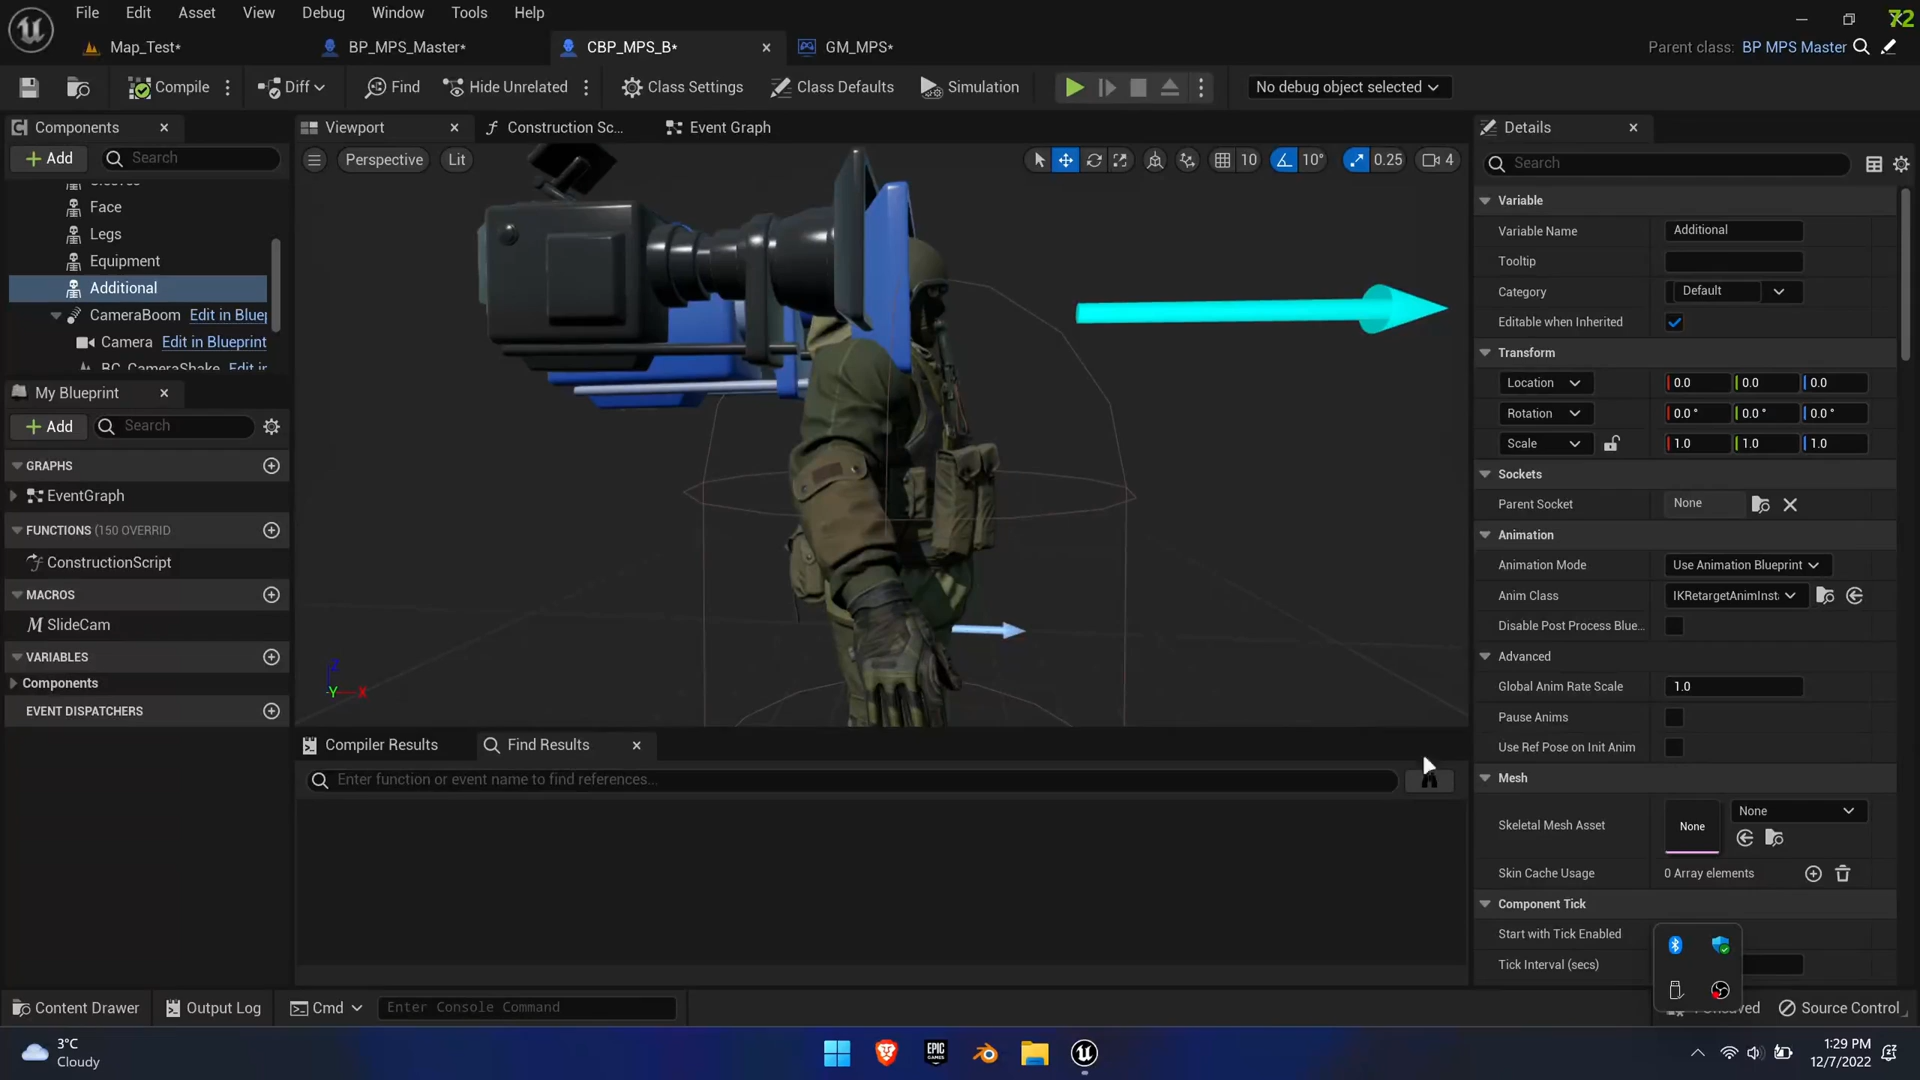 File Edit Asset View Debug Window Tools Help
72
Map_Test* BP_MPS_Master* CBP_MPS_B* GM_MPS*
Parent class: BP MPS Master
Compile Diff Find Hide Unrelated Class Settings Class Defaults Simulation No debug object selected
Components Viewport Construction Sc... Event Graph Details
Add Search
Perspective Lit
10 10° 0.25 4
Search
Sleeves
Face
Legs
Equipment
Additional
CameraBoom Edit in Bluep
Camera Edit in Blueprint
BC_CameraShake Edit ir
My Blueprint
Add Search
GRAPHS
EventGraph
FUNCTIONS (150 OVERRID
ConstructionScript
MACROS
SlideCam
VARIABLES
Components
EVENT DISPATCHERS
Z
Y X
Compiler Results Find Results
Enter function or event name to find references...
Variable
Variable Name Additional
Tooltip
Category Default
Editable when Inherited
Transform
Location 0.0 0.0 0.0
Rotation 0.0 ° 0.0 ° 0.0 °
Scale 1.0 1.0 1.0
Sockets
Parent Socket None
Animation
Animation Mode Use Animation Blueprint
Anim Class IKRetargetAnimInst
Disable Post Process Blue...
Advanced
Global Anim Rate Scale 1.0
Pause Anims
Use Ref Pose on Init Anim
Mesh
Skeletal Mesh Asset None None
Skin Cache Usage 0 Array elements
Component Tick
Start with Tick Enabled
Tick Interval (secs)
Content Drawer Output Log Cmd Enter Console Command Unsaved Source Control
3°C
Cloudy
EPIC GAMES
1:29 PM
12/7/2022